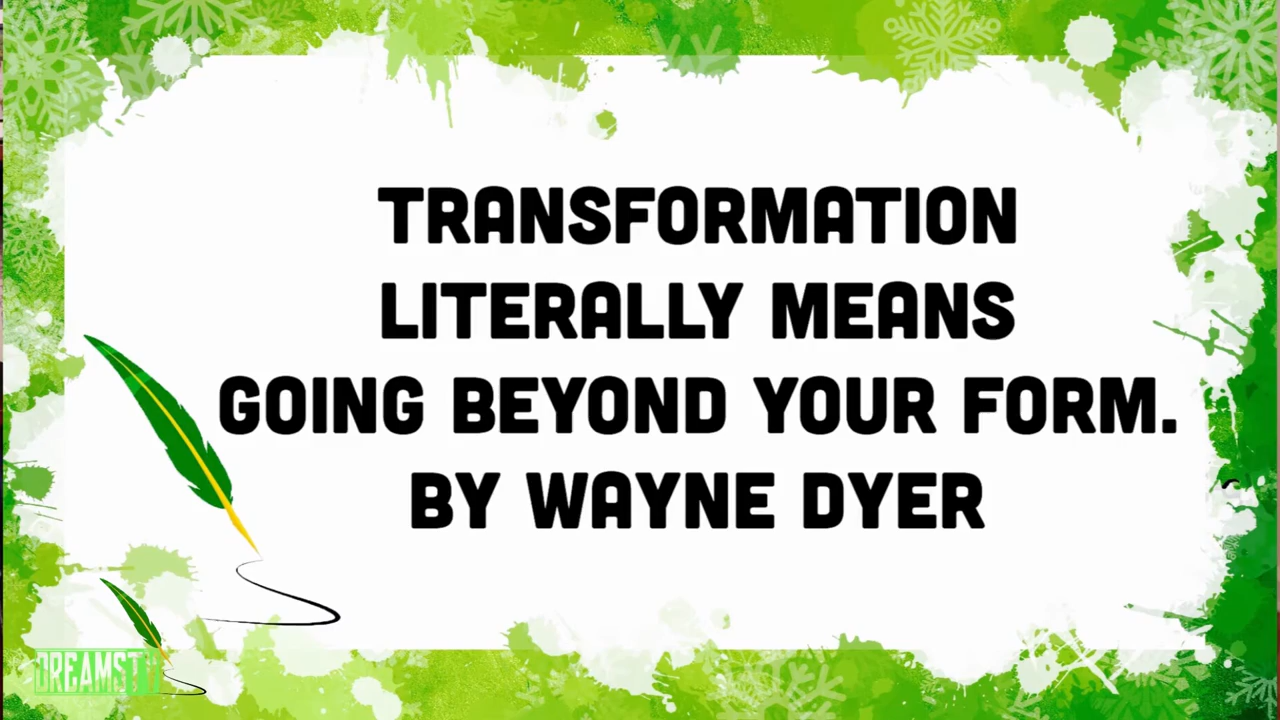 TRANSFORMATION
LITERALLY MEANS
GOING BEYOND YOUR FORM.
BY WAYNE DYER